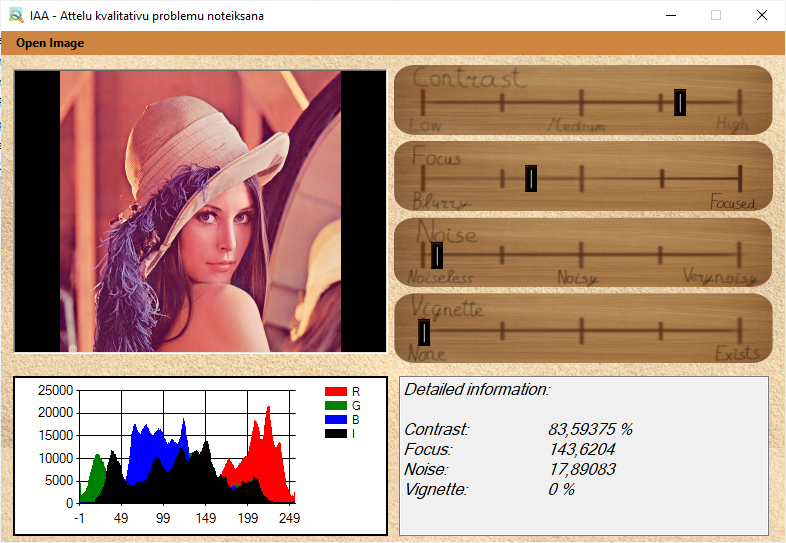 IAA - Attelu kvalitatīvu problemu noteiksana
Open Image
Contrast
Low Medium High
Focus
Blurry Focused
Noise
Noiseless Noisy Very noisy
Vignette
None Exists
25000
20000
15000
10000
5000
0
-1 49 99 149 199 249
R
G
B
I
Detailed information:
Contrast: 83,59375 %
Focus: 143,6204
Noise: 17,89083
Vignette: 0 %